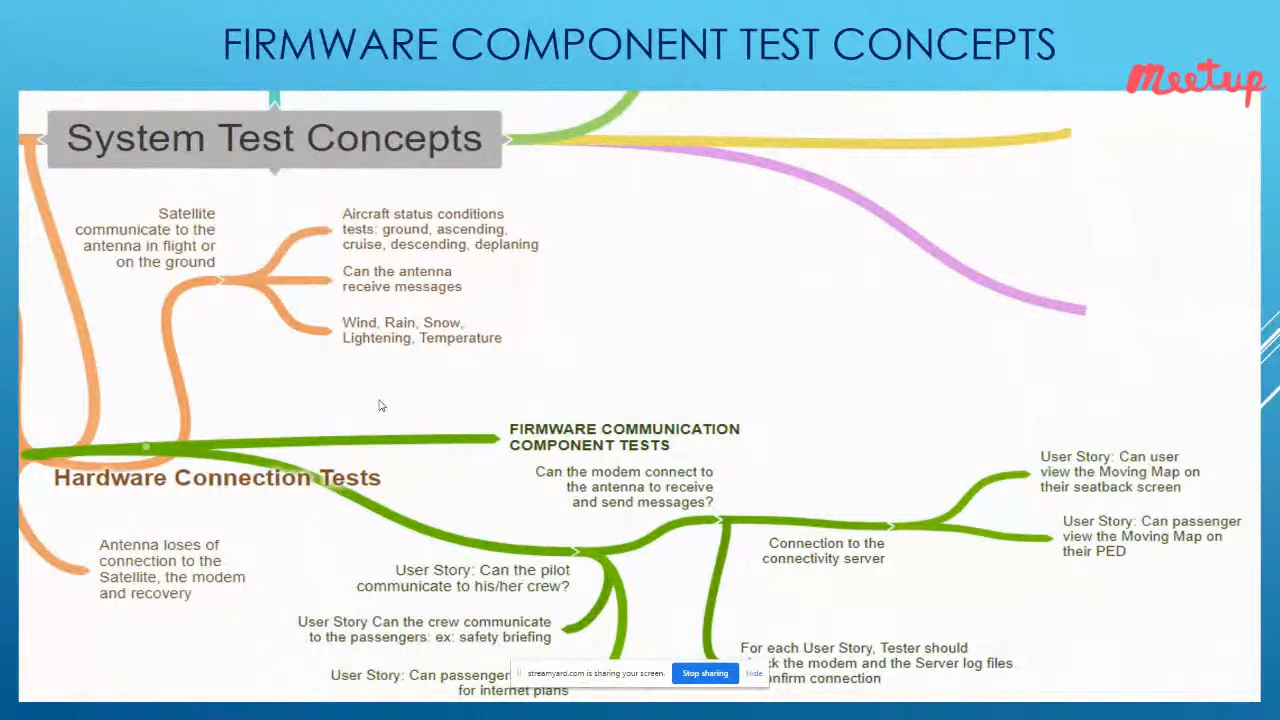 FIRMWARE COMPONENT TEST CONCEPTS
meetup
System Test Concepts
Satellite
communicate to the
antenna in flight or
on the ground
Aircraft status conditions
tests: ground, ascending,
cruise, descending, deplaning
Can the antenna
receive messages
Wind, Rain, Snow,
Lightening, Temperature
FIRMWARE COMMUNICATION
COMPONENT TESTS
Hardware Connection Tests
Can the modem connect to
the antenna to receive
and send messages?
User Story: Can user
view the Moving Map on
their seatback screen
User Story: Can passenger
view the Moving Map on
their PED
Connection to the
connectivity server
Antenna loses of
connection to the
Satellite, the modem
and recovery
User Story: Can the pilot
communicate to his/her crew?
User Story Can the crew communicate
to the passengers: ex: safety briefing
User Story: Can passenger
for internet plans
For each User Story, Tester should
the modem and the Server log files
connection
streamyard.com is sharing your screen.
Stop sharing
Hide